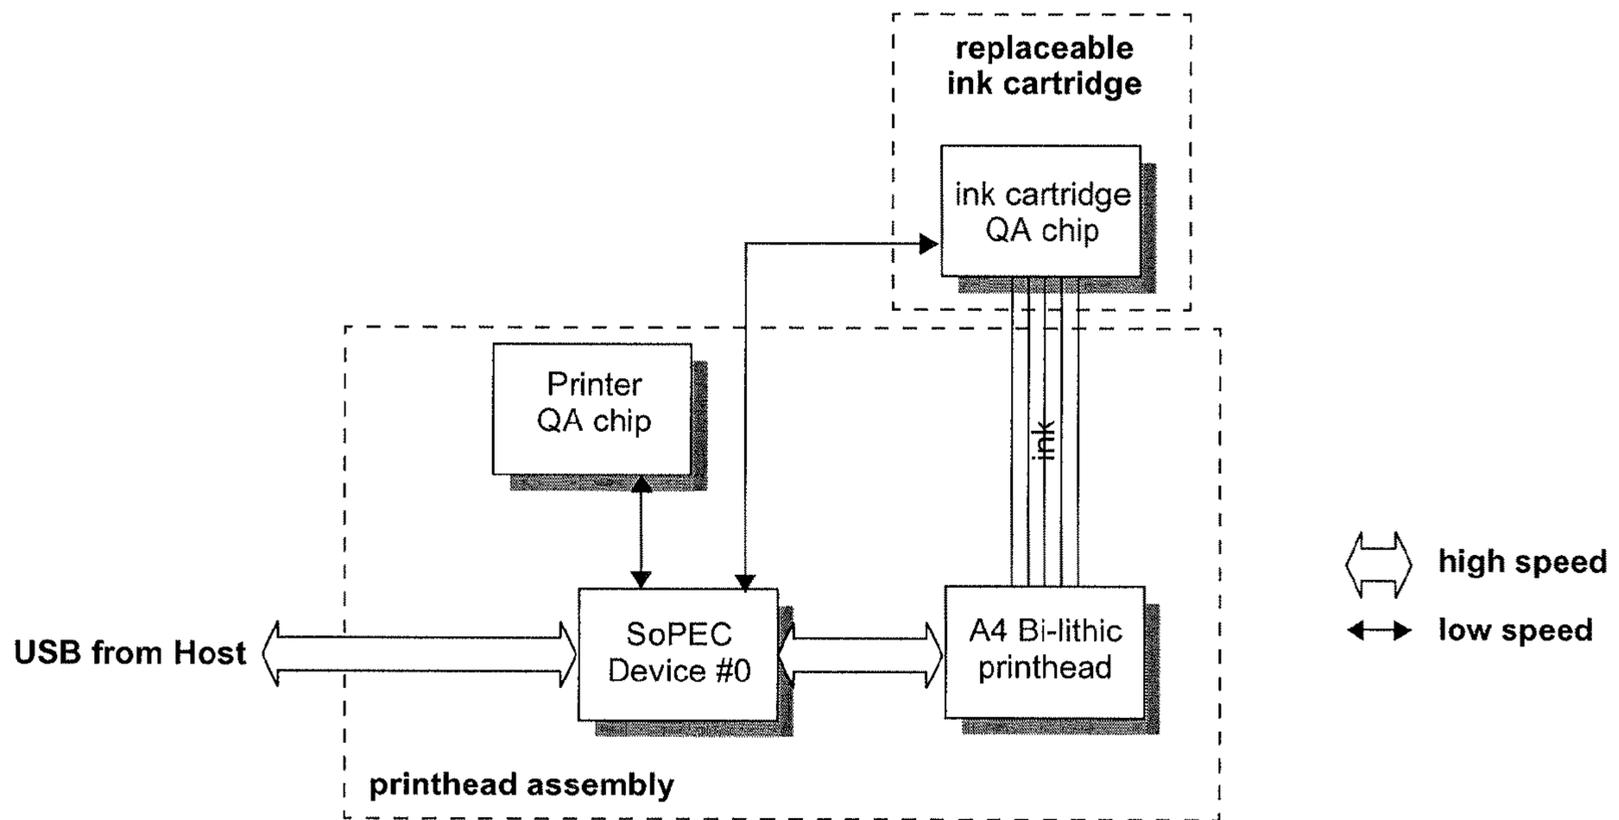 replaceable
ink cartridge
ink cartridge
QA chip
Printer
QA chip
ink
high speed
low speed
USB from Host
SoPEC
Device #0
A4 Bi-lithic
printhead
printhead assembly